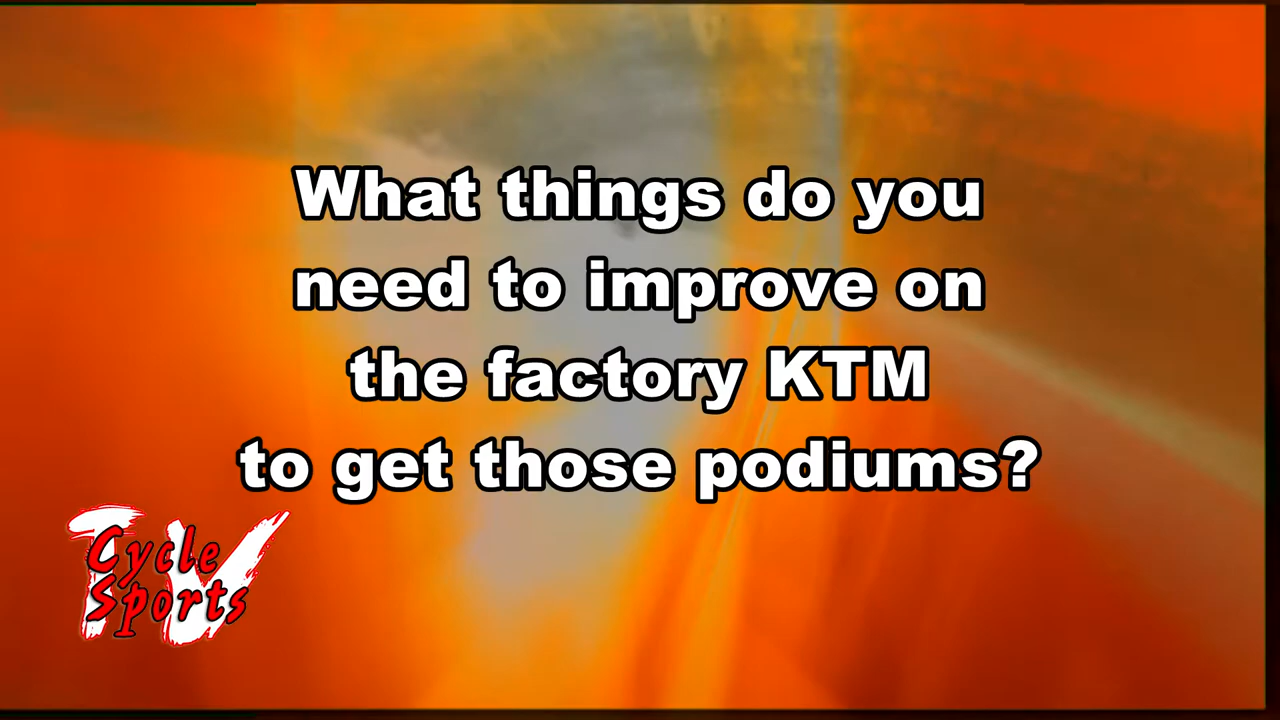 What things do you
need to improve on
the factory KTM
to get those podiums?
TV
Cycle
Sports